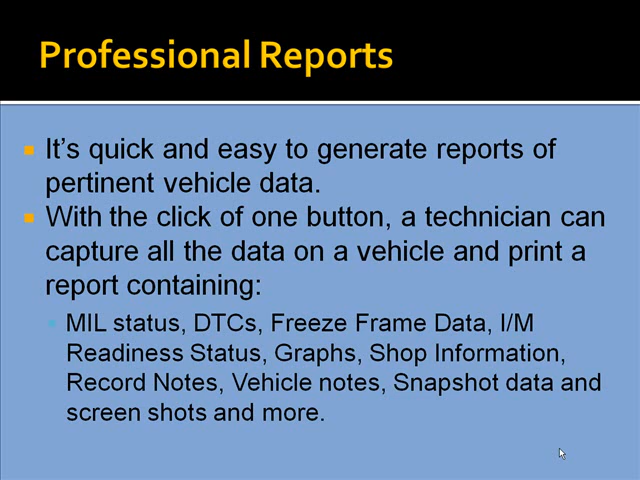 Professional Reports
It's quick and easy to generate reports of
pertinent vehicle data.
With the click of one button, a technician can
capture all the data on a vehicle and print a
report containing:
MIL status, DTCs, Freeze Frame Data, I/M
Readiness Status, Graphs, Shop Information,
Record Notes, Vehicle notes, Snapshot data and
screen shots and more.